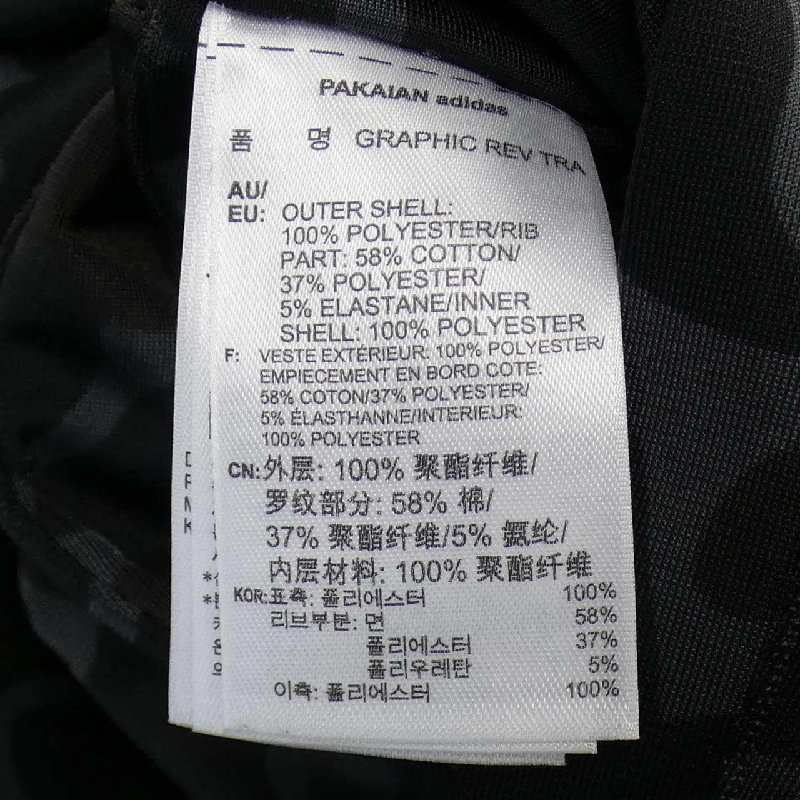 PAKAIAN adidas
품 명 GRAPHIC REV TRA
AU/
EU: OUTER SHELL:
100% POLYESTER/RIB
PART: 58% COTTON/
37% POLYESTER/
5% ELASTANE/INNER
SHELL: 100% POLYESTER
F: VESTE EXTÉRIEUR: 100% POLYESTER/
EMPIECEMENT EN BORD COTE:
58% COTON/37% POLYESTER/
5% ÉLASTHANNE/INTERIEUR:
100% POLYESTER
CN:外层: 100% 聚酯纤维/
罗纹部分: 58% 棉/
37% 聚酯纤维/5% 氨纶/
内层材料: 100% 聚酯纤维
KOR:표측: 폴리에스터 100%
리브부분: 면 58%
폴리에스터 37%
폴리우레탄 5%
이측: 폴리에스터 100%